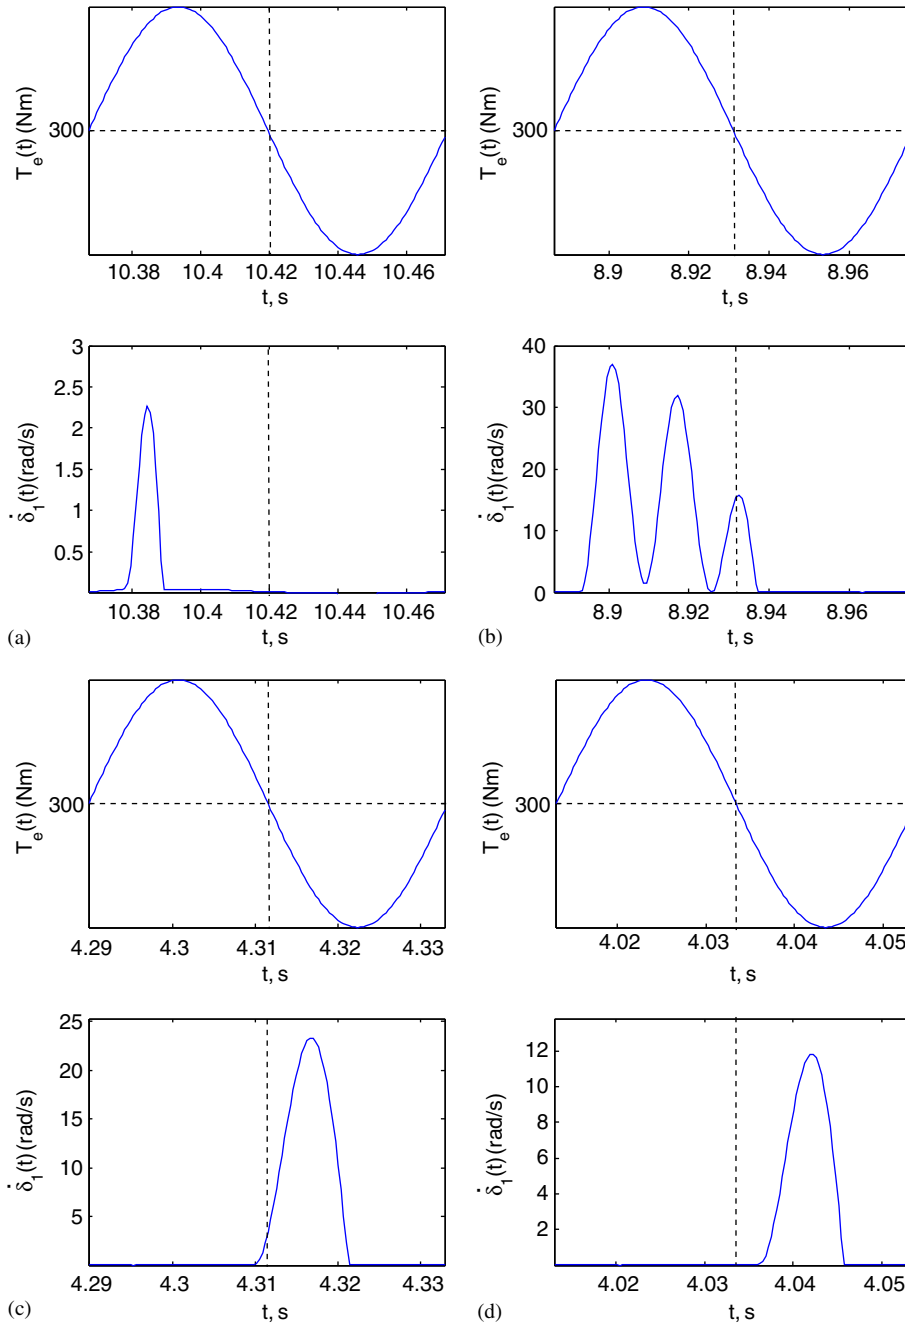 T_e(t) (Nm)
300
10.38 10.4 10.42 10.44 10.46
t, s
T_e(t) (Nm)
300
8.9 8.92 8.94 8.96
t, s
δ̇_1(t)(rad/s)
3
2.5
2
1.5
1
0.5
10.38 10.4 10.42 10.44 10.46
t, s
(a)
δ̇_1(t)(rad/s)
40
30
20
10
0
8.9 8.92 8.94 8.96
t, s
(b)
T_e(t) (Nm)
300
4.29 4.3 4.31 4.32 4.33
t, s
T_e(t) (Nm)
300
4.02 4.03 4.04 4.05
t, s
δ̇_1(t) (rad/s)
25
20
15
10
5
4.29 4.3 4.31 4.32 4.33
t, s
(c)
δ̇_1(t) (rad/s)
12
10
8
6
4
2
4.02 4.03 4.04 4.05
t, s
(d)